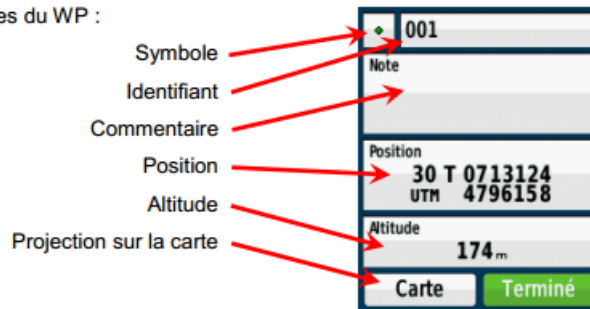 es du WP :
Symbole
Identifiant
Commentaire
Position
Altitude
Projection sur la carte
001
Note
Position
30 T 0713124
UTM 4796158
Altitude
174 m
Carte
Terminé